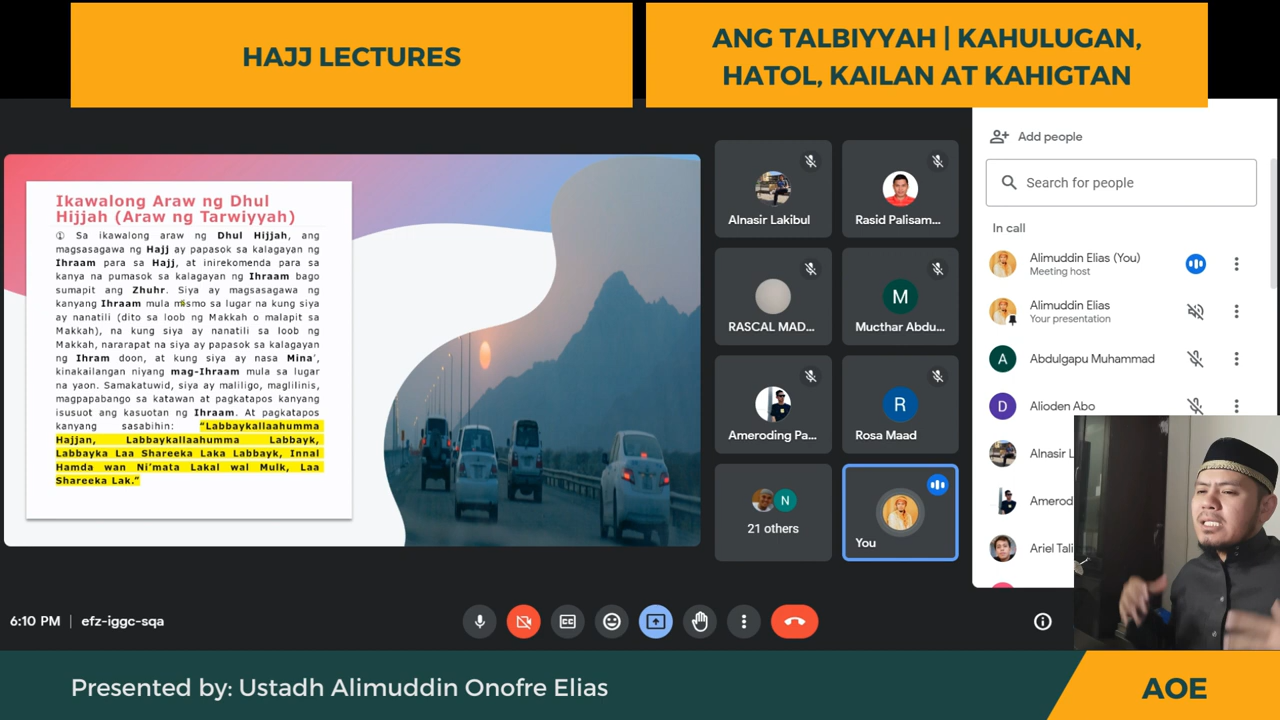 HAJJ LECTURES
ANG TALBIYYAH | KAHULUGAN,
HATOL, KAILAN AT KAHIGTAN
Ikawalong Araw ng Dhul
Hijjah (Araw ng Tarwiyyah)
① Sa ikawalong araw ng Dhul Hijjah, ang
magsasagawa ng Hajj ay papasok sa kalagayan ng
Ihraam para sa Hajj, at inirekomenda para sa
kanya na pumasok sa kalagayan ng Ihraam bago
sumapit ang Zhuhr. Siya ay magsasagawa ng
kanyang Ihraam mula mismo sa lugar na kung siya
ay nanatili (dito sa loob ng Makkah o malapit sa
Makkah), na kung siya ay nanatili sa loob ng
Makkah, nararapat na siya ay papasok sa kalagayan
ng Ihram doon, at kung siya ay nasa Mina’,
kinakailangan niyang mag-Ihraam mula sa lugar
na yaon. Samakatuwid, siya ay maliligo, maglilinis,
magpapabango sa katawan at pagkatapos kanyang
isusuot ang kasuotan ng Ihraam. At pagkatapos
kanyang sasabihin: “Labbaykallaahumma
Hajjan, Labbaykallaahumma Labbayk,
Labbayka Laa Shareeka Laka Labbayk, Innal
Hamda wan Ni’mata Lakal wal Mulk, Laa
Shareeka Lak.”
Alnasir Lakibul
Rasid Palisam...
RASCAL MAD...
M
Mucthar Abdu...
Ameroding Pa...
R
Rosa Maad
N
21 others
You
Add people
Search for people
In call
Alimuddin Elias (You)
Meeting host
Alimuddin Elias
Your presentation
A
Abdulgapu Muhammad
D
Alioden Abo
Alnasir L
Amerod
Ariel Tali
6:10 PM | efz-iggc-sqa
CC
Presented by: Ustadh Alimuddin Onofre Elias
AOE